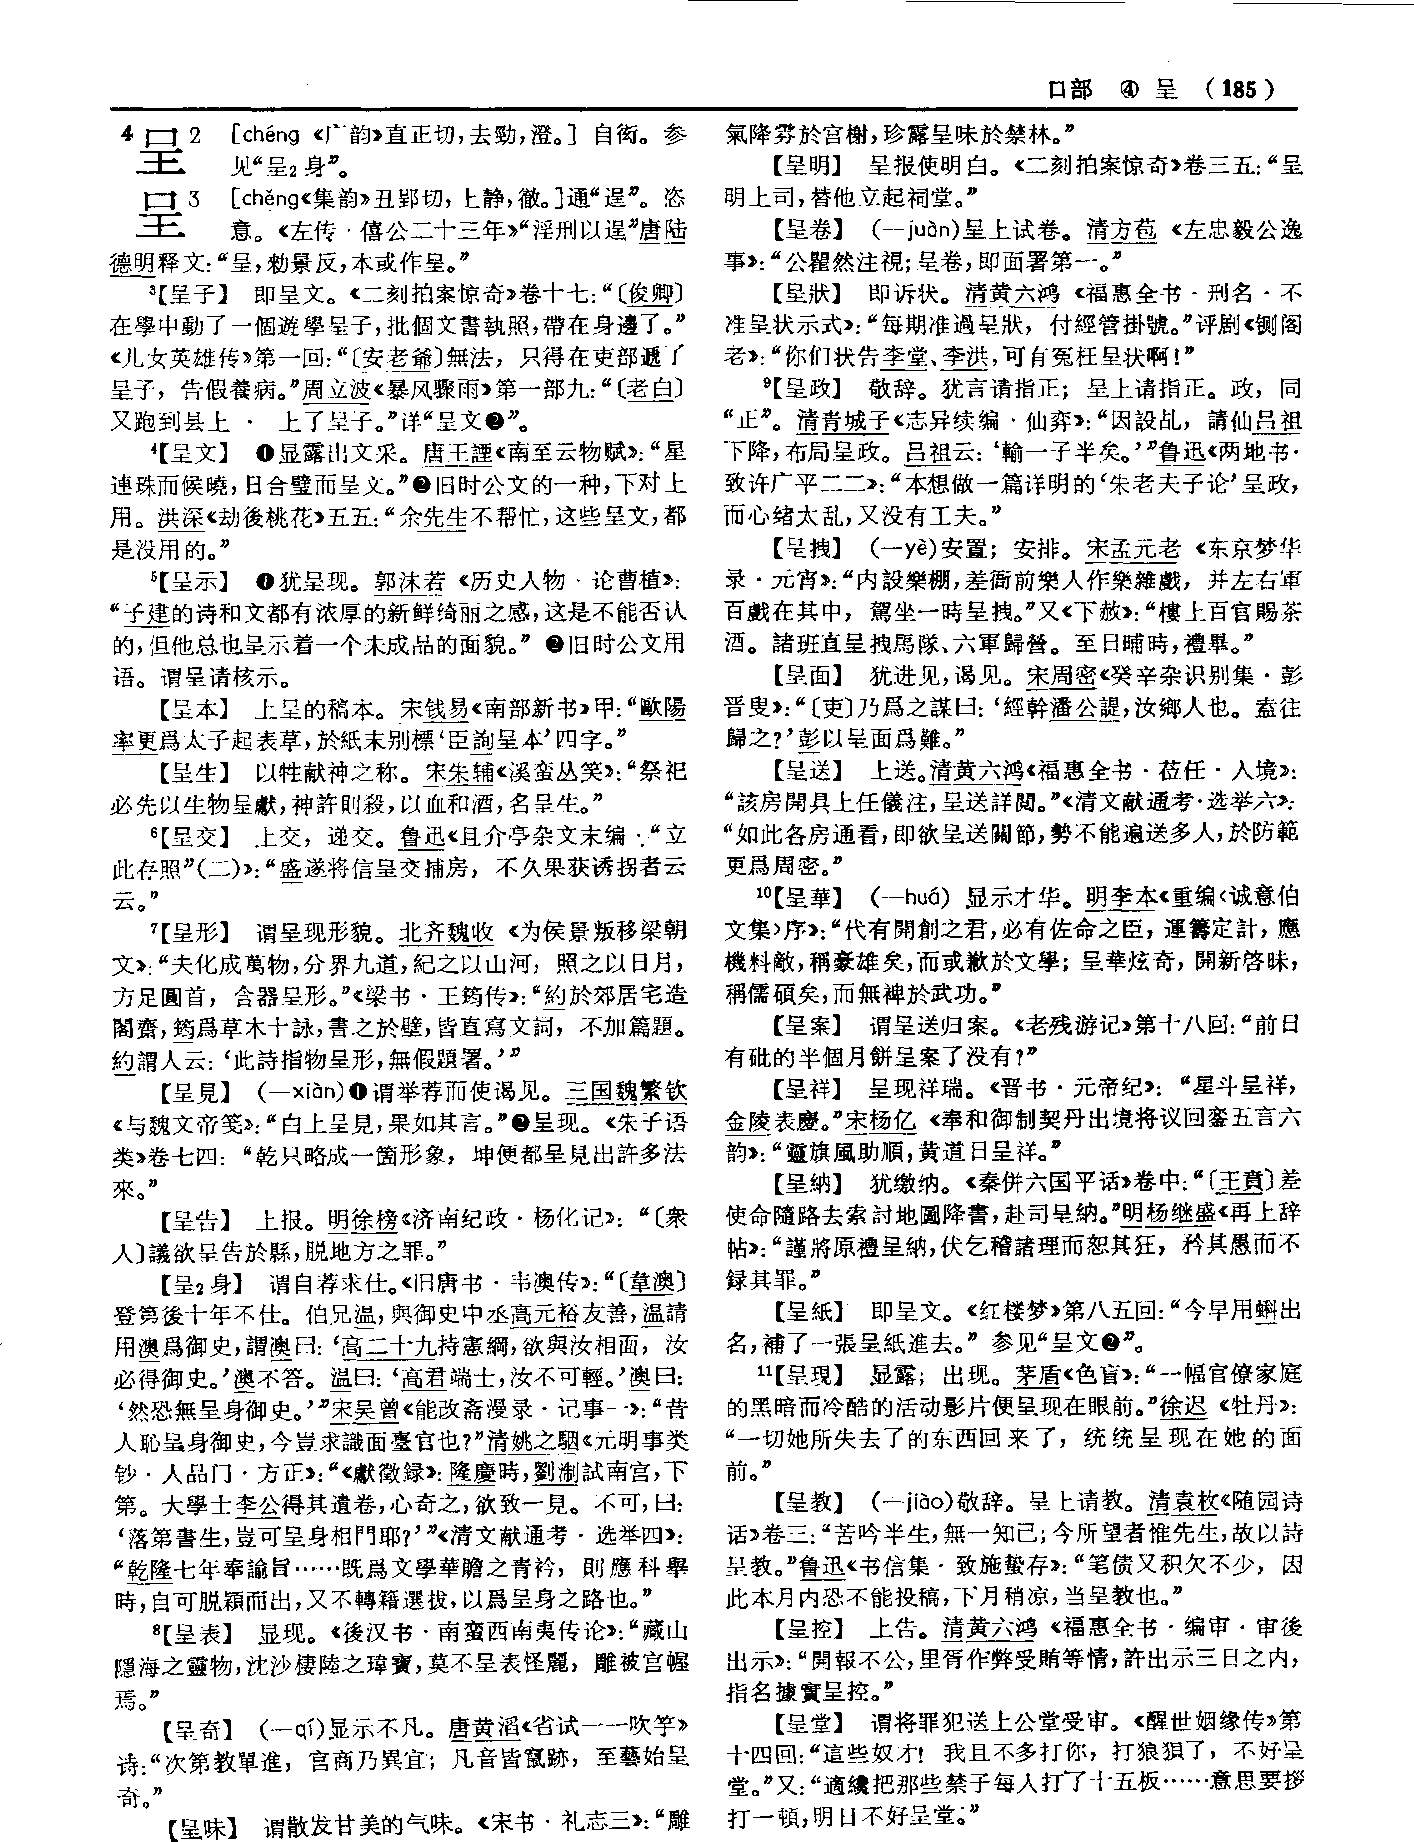 口部 ④ 呈 （185）
4 呈2 [chéng 《广韵》直正切，去勁，澄。] 自衒。参
见“呈2身”。
呈3 [chěng《集韵》丑郢切，上静，徹。]通“逞”。恣
意。《左传·僖公二十三年》“淫刑以逞”唐陆
德明释文：“呈，勑景反，本或作呈。”
3【呈子】 即呈文。《二刻拍案惊奇》卷十七：“〔俊卿〕
在學中動了一個遊學呈子，批個文書執照，帶在身邊了。”
《儿女英雄传》第一回：“〔安老爺〕無法，只得在吏部遞了
呈子，告假養病。”周立波《暴风骤雨》第一部九：“〔老白〕
又跑到县上· 上了呈子。”详“呈文❷”。
4【呈文】 ❶显露出文采。唐王諲《南至云物赋》：“星
連珠而候曉，日合璧而呈文。”❷旧时公文的一种，下对上
用。洪深《劫後桃花》五五：“余先生不帮忙，这些呈文，都
是没用的。”
5【呈示】 ❶犹呈现。郭沫若《历史人物·论曹植》：
“子建的诗和文都有浓厚的新鲜绮丽之感，这是不能否认
的，但他总也呈示着一个未成品的面貌。” ❷旧时公文用
语。谓呈请核示。
【呈本】 上呈的稿本。宋钱易《南部新书》甲：“歐陽
率更爲太子起表草，於紙末别標‘臣詢呈本’四字。”
【呈生】 以牲献神之称。宋朱辅《溪蛮丛笑》：“祭祀
必先以生物呈獻，神許則殺，以血和酒，名呈生。”
6【呈交】 上交，递交。鲁迅《且介亭杂文末编·“立
此存照”（二）》：“盛遂将信呈交捕房，不久果获诱拐者云
云。”
7【呈形】 谓呈现形貌。北齐魏收《为侯景叛移梁朝
文》：“夫化成萬物，分界九道，紀之以山河，照之以日月，
方足圓首，含器呈形。”《梁书·王筠传》：“約於郊居宅造
閣齋，筠爲草木十詠，書之於壁，皆直寫文詞，不加篇題。
約謂人云：‘此詩指物呈形，無假題署。’”
【呈見】 （—xiàn）❶谓举荐而使谒见。三国魏繁钦
《与魏文帝笺》：“白上呈見，果如其言。”❷呈现。《朱子语
类》卷七四：“乾只略成一箇形象，坤便都呈見出許多法
來。”
【呈告】 上报。明徐榜《济南纪政·杨化记》：“〔衆
人〕議欲呈告於縣，脱地方之罪。”
【呈2身】 谓自荐求仕。《旧唐书·韦澳传》：“〔韋澳〕
登第後十年不仕。伯兄温，與御史中丞高元裕友善，温請
用澳爲御史，謂澳曰：‘高二十九持憲綱，欲與汝相面，汝
必得御史。’澳不答。温曰：‘高君端士，汝不可輕。’澳曰：
‘然恐無呈身御史。’”宋吴曾《能改斋漫录·记事一》：“昔
人恥呈身御史，今豈求識面臺官也？”清姚之駰《元明事类
钞·人品门·方正》：“《獻徵録》：隆慶時，劉湘試南宫，下
第。大學士李公得其遺卷，心奇之，欲致一見。不可，曰：
‘落第書生，豈可呈身相門耶？’”《清文献通考·选举四》：
“乾隆七年奉諭旨……既爲文學華贍之青衿，則應科舉
時，自可脱穎而出，又不轉籍選拔，以爲呈身之路也。”
8【呈表】 显现。《後汉书·南蛮西南夷传论》：“藏山
隱海之靈物，沈沙棲陸之瑋寶，莫不呈表怪麗，雕被宫幄
焉。”
【呈奇】 （—qí）显示不凡。唐黄滔《省试一一吹竽》
诗：“次第教單進，宫商乃異宜；凡音皆竄跡，至藝始呈
奇。”
【呈味】 谓散发甘美的气味。《宋书·礼志三》：“雕
氣降雰於宫榭，珍露呈味於禁林。”
【呈明】 呈报使明白。《二刻拍案惊奇》卷三五：“呈
明上司，替他立起祠堂。”
【呈卷】 （—juàn）呈上试卷。清方苞《左忠毅公逸
事》：“公瞿然注視；呈卷，即面署第一。”
【呈狀】 即诉状。清黄六鸿《福惠全书·刑名·不
准呈状示式》：“每期准過呈狀，付經管掛號。”评剧《铡阁
老》：“你们状告李堂、李洪，可有冤枉呈状啊！”
9【呈政】 敬辞。犹言请指正；呈上请指正。政，同
“正”。清青城子《志异续编·仙弈》：“因設乩，請仙吕祖
下降，布局呈政。吕祖云：‘輸一子半矣。’”鲁迅《两地书·
致许广平二二》：“本想做一篇详明的‘朱老夫子论’呈政，
而心绪太乱，又没有工夫。”
【呈拽】 （—yè）安置；安排。宋孟元老《东京梦华
录·元宵》：“内設樂棚，差衙前樂人作樂雜戲，并左右軍
百戲在其中，駕坐一時呈拽。”又《下赦》：“樓上百官賜茶
酒。諸班直呈拽馬隊、六軍歸營。至日晡時，禮畢。”
【呈面】 犹进见，谒见。宋周密《癸辛杂识别集·彭
晋叟》：“〔吏〕乃爲之謀曰：‘經幹潘公諟，汝鄉人也。盍往
歸之？’彭以呈面爲難。”
【呈送】 上送。清黄六鸿《福惠全书·莅任·入境》：
“該房開具上任儀注，呈送詳閲。”《清文献通考·选举六》：
“如此各房通看，即欲呈送關節，勢不能遍送多人，於防範
更爲周密。”
10【呈華】 （—huá） 显示才华。明李本《重编〈诚意伯
文集〉序》：“代有開創之君，必有佐命之臣，運籌定計，應
機料敵，稱豪雄矣，而或歉於文學；呈華炫奇，開新啓昧，
稱儒碩矣，而無裨於武功。”
【呈案】 谓呈送归案。《老残游记》第十八回：“前日
有砒的半個月餅呈案了没有？”
【呈祥】 呈现祥瑞。《晋书·元帝纪》：“星斗呈祥，
金陵表慶。”宋杨亿《奉和御制契丹出境将议回銮五言六
韵》：“靈旗風助順，黄道日呈祥。”
【呈納】 犹缴纳。《秦併六国平话》卷中：“〔王賁〕差
使命隨路去索討地圖降書，赴司呈納。”明杨继盛《再上辞
帖》：“謹將原禮呈納，伏乞稽諸理而恕其狂，矜其愚而不
録其罪。”
【呈紙】 即呈文。《红楼梦》第八五回：“今早用蝌出
名，補了一張呈紙進去。” 参见“呈文❷”。
11【呈現】 显露；出现。茅盾《色盲》：“一幅官僚家庭
的黑暗而冷酷的活动影片便呈现在眼前。”徐迟《牡丹》：
“一切她所失去了的东西回来了，统统呈现在她的面
前。”
【呈教】 （—jiào）敬辞。呈上请教。清袁枚《随园诗
话》卷三：“苦吟半生，無一知己；今所望者惟先生，故以詩
呈教。”鲁迅《书信集·致施蛰存》：“笔债又积欠不少，因
此本月内恐不能投稿，下月稍凉，当呈教也。”
【呈控】 上告。清黄六鸿《福惠全书·编审·审後
出示》：“開報不公，里胥作弊受賄等情，許出示三日之内，
指名據實呈控。”
【呈堂】 谓将罪犯送上公堂受审。《醒世姻缘传》第
十四回：“這些奴才！我且不多打你，打狼狽了，不好呈
堂。”又：“適纔把那些禁子每人打了十五板……意思要拶
打一頓，明日不好呈堂。”